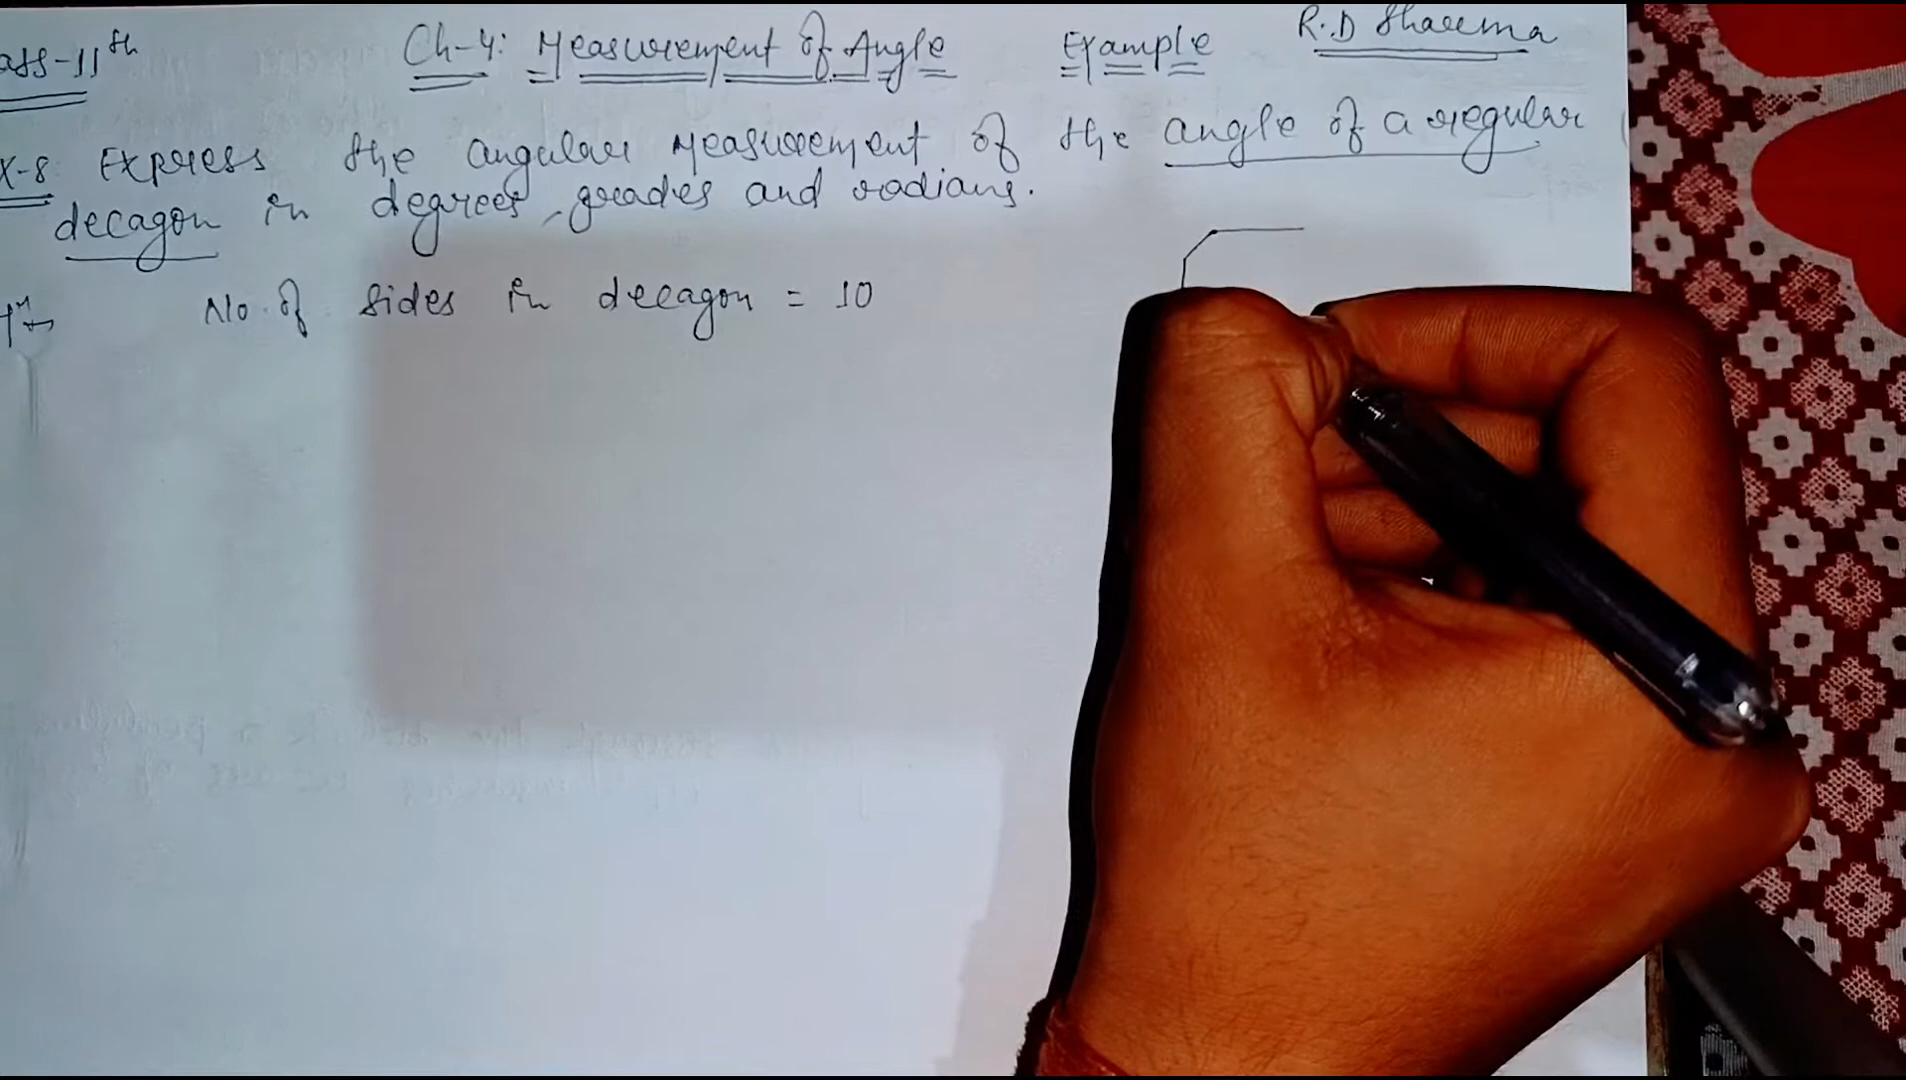 ass-11th Ch-4: Measurement of Angle Example R.D Sharma
X-8 Express the angular measurement of the angle of a regular
decagon in degrees, grades and radians.
No. of sides in decagon = 10